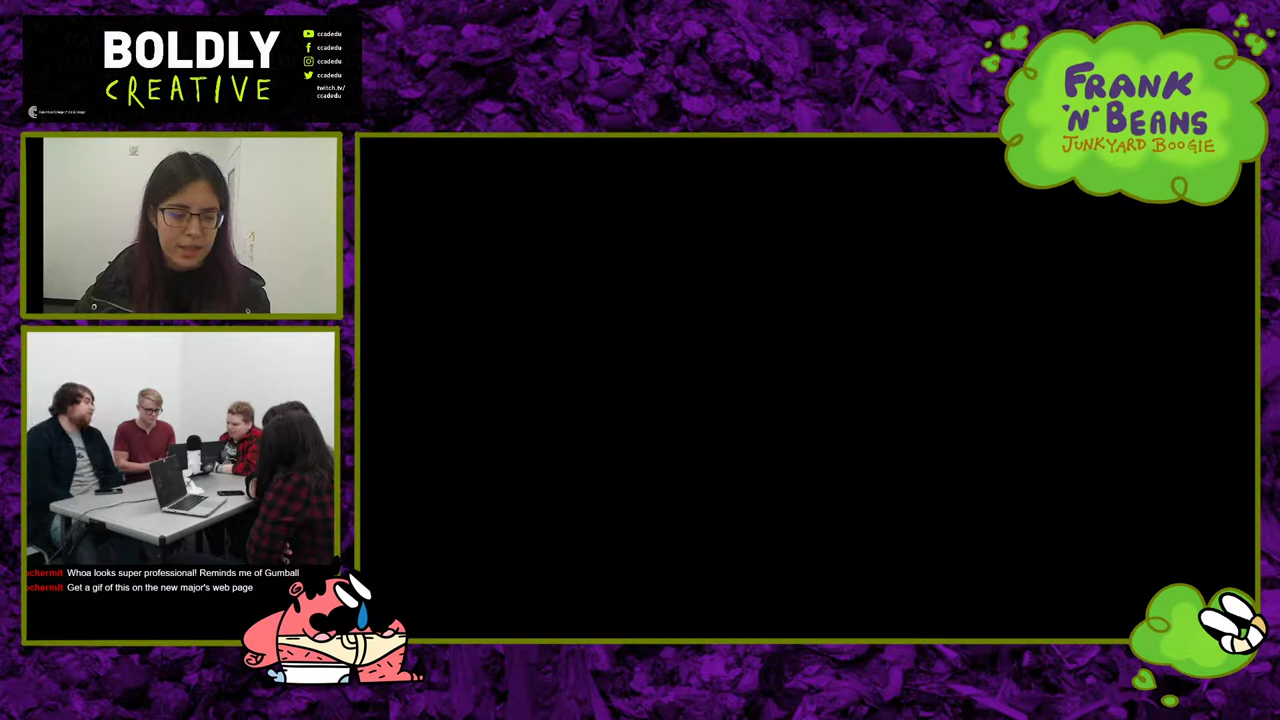 BOLDLY
CREATIVE
ccadedu
ccadedu
ccadedu
ccadedu
twitch.tv/
ccadedu
FRANK
'N' BEANS
JUNKYARD BOOGIE
Whoa looks super professional! Reminds me of Gumball
Get a gif of this on the new major's web page